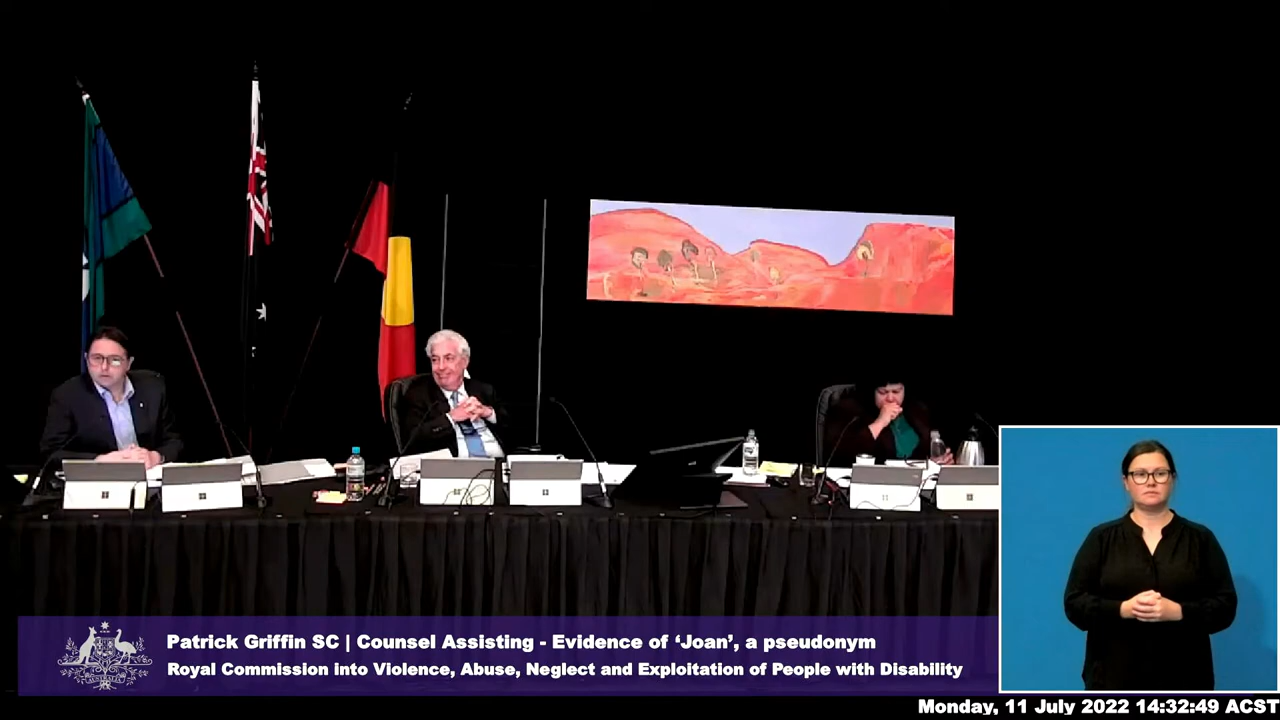 Patrick Griffin SC | Counsel Assisting - Evidence of ‘Joan’, a pseudonym
Royal Commission into Violence, Abuse, Neglect and Exploitation of People with Disability
Monday, 11 July 2022 14:32:49 ACST